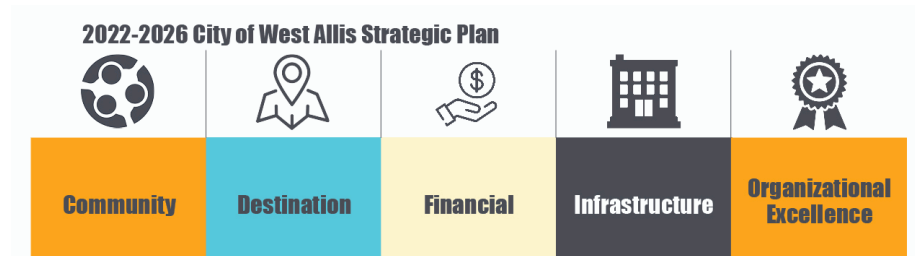 2022-2026 City of West Allis Strategic Plan
$
Community
Destination
Financial
Infrastructure
Organizational
Excellence